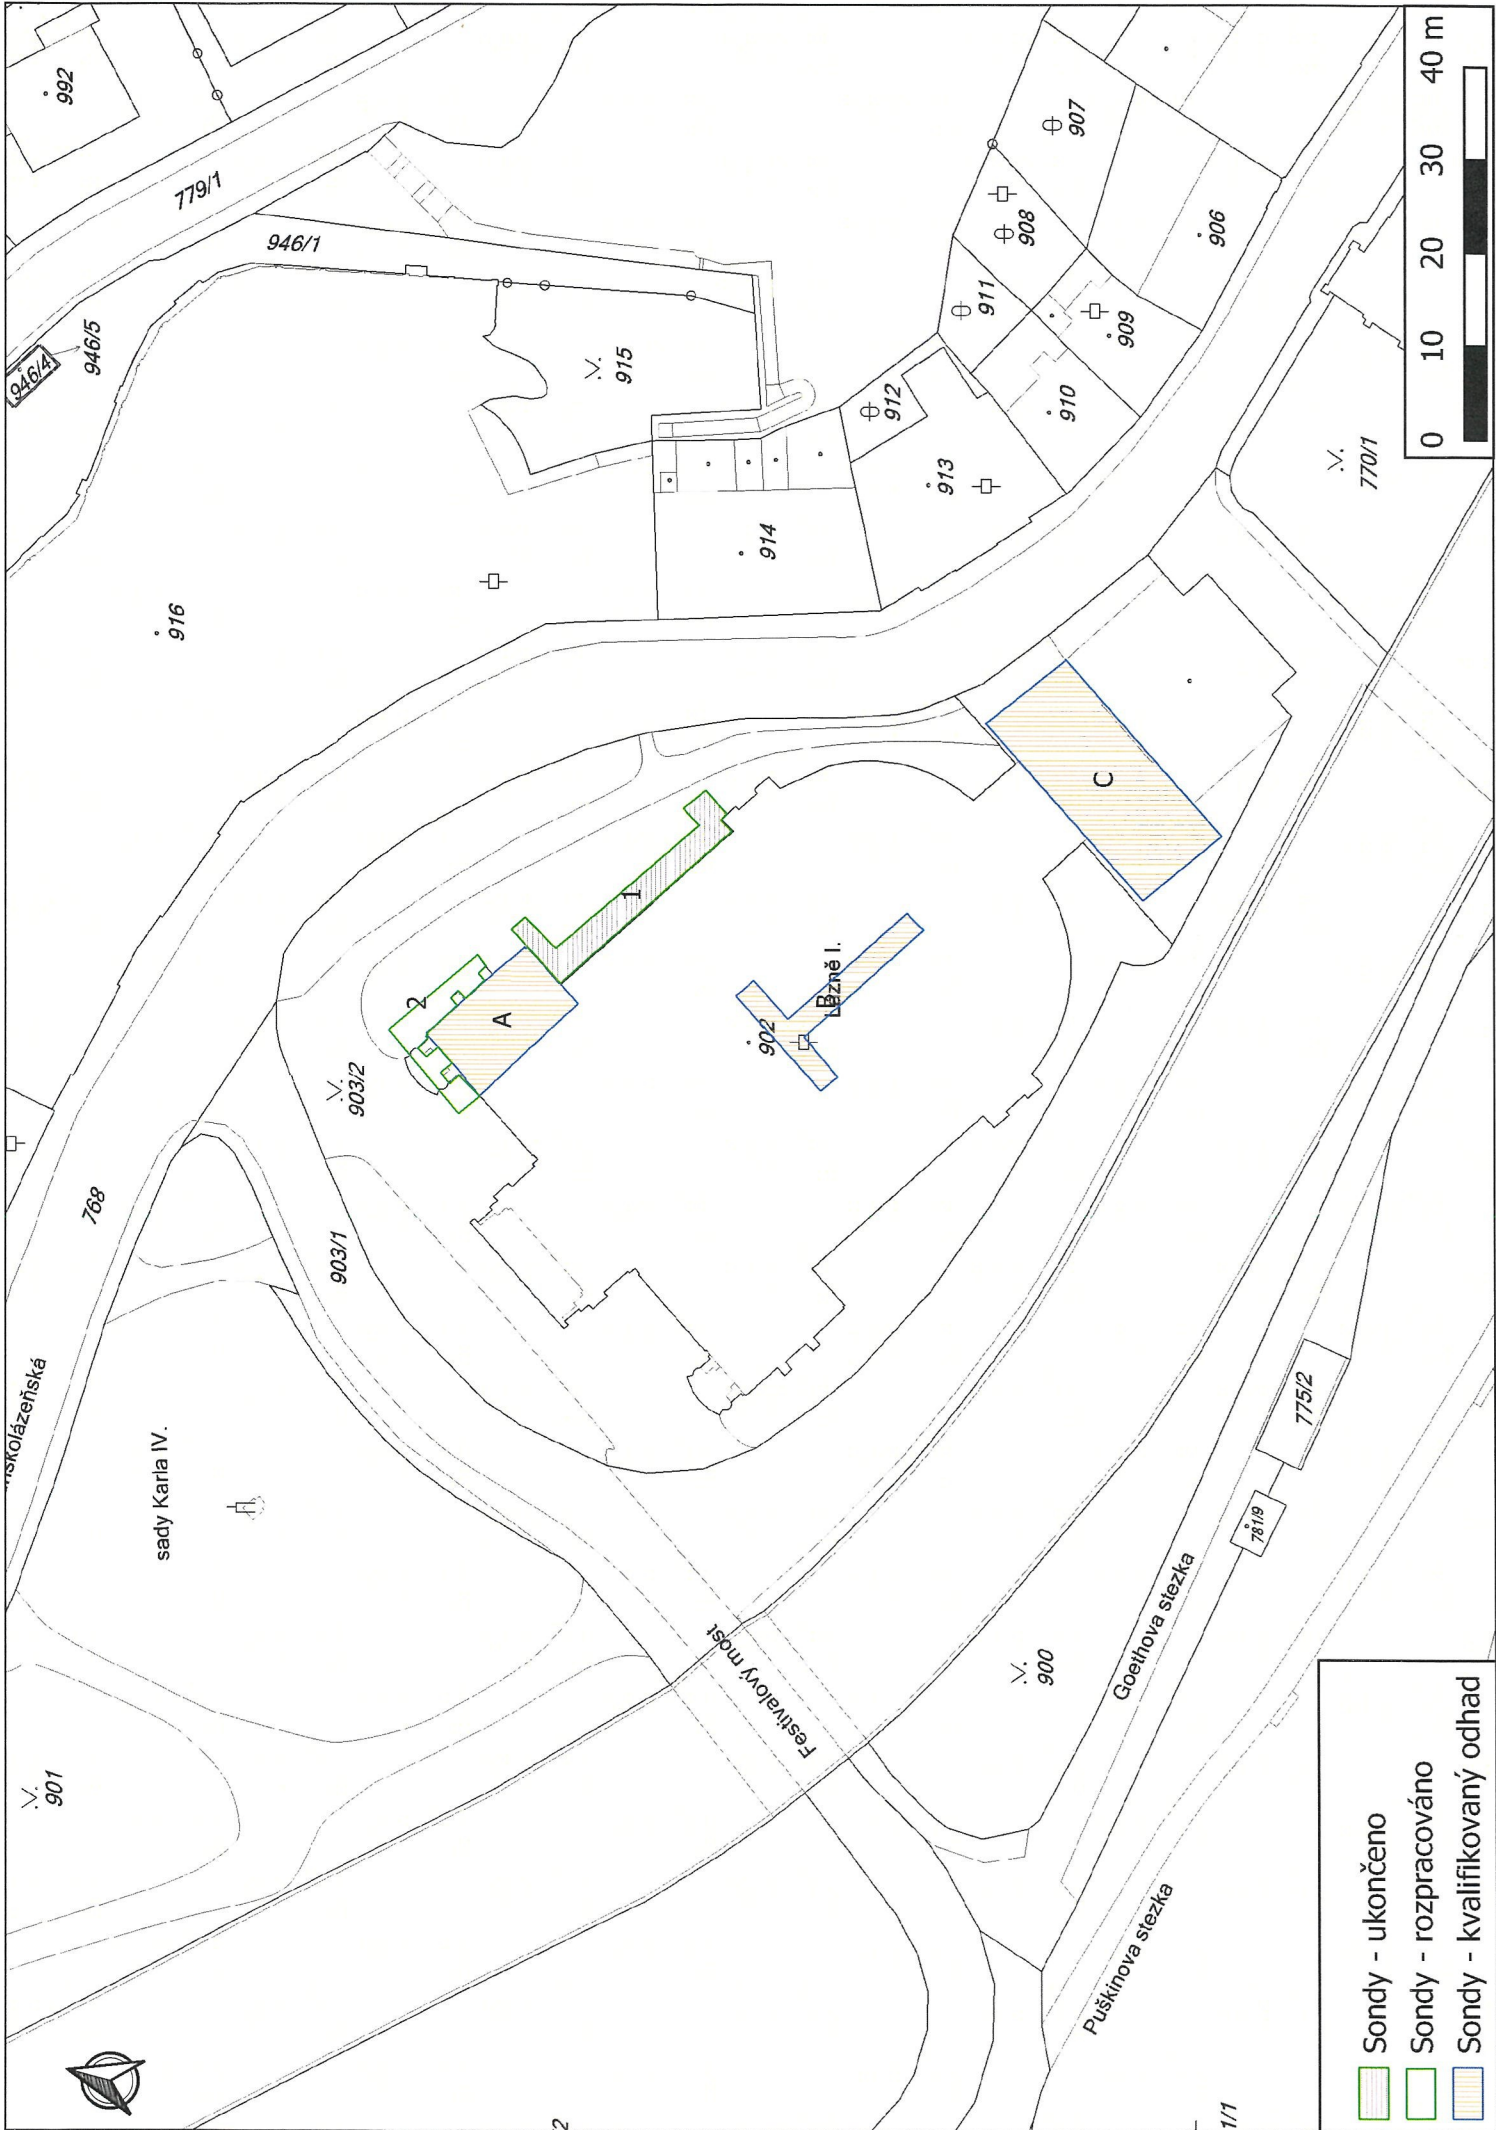 901
sady Karla IV.
768
916
946/4
946/5
779/1
992
946/1
903/1
903/2
2
A
1
915
914
912
911
908
907
913
910
909
906
Festivalový most
902
B
Lázně I.
C
770/1
900
Goethova stezka
Puškinova stezka
781/9
775/2
2
1/1
Sondy - ukončeno
Sondy - rozpracováno
Sondy - kvalifikovaný odhad
0 10 20 30 40 m